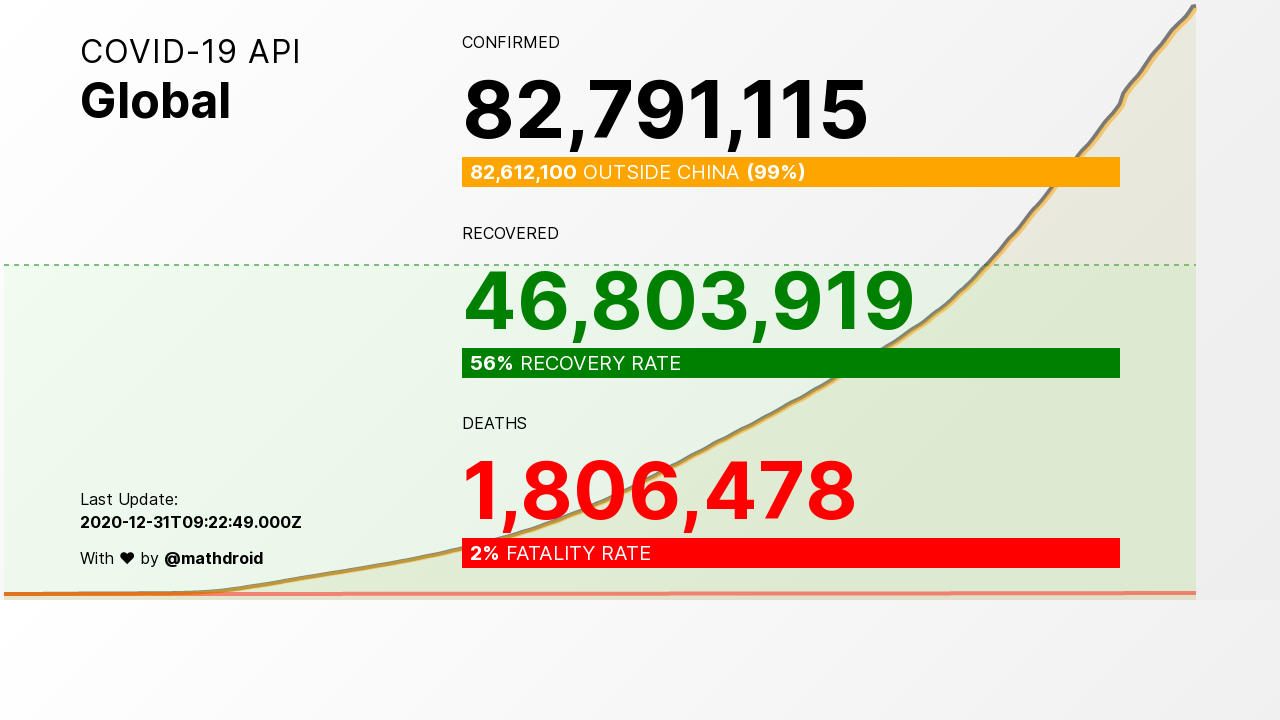 COVID-19 API
Global
CONFIRMED
82,791,115
82,612,100 OUTSIDE CHINA (99%)
RECOVERED
46,803,919
56% RECOVERY RATE
DEATHS
1,806,478
2% FATALITY RATE
Last Update:
2020-12-31T09:22:49.000Z
With ♥ by @mathdroid